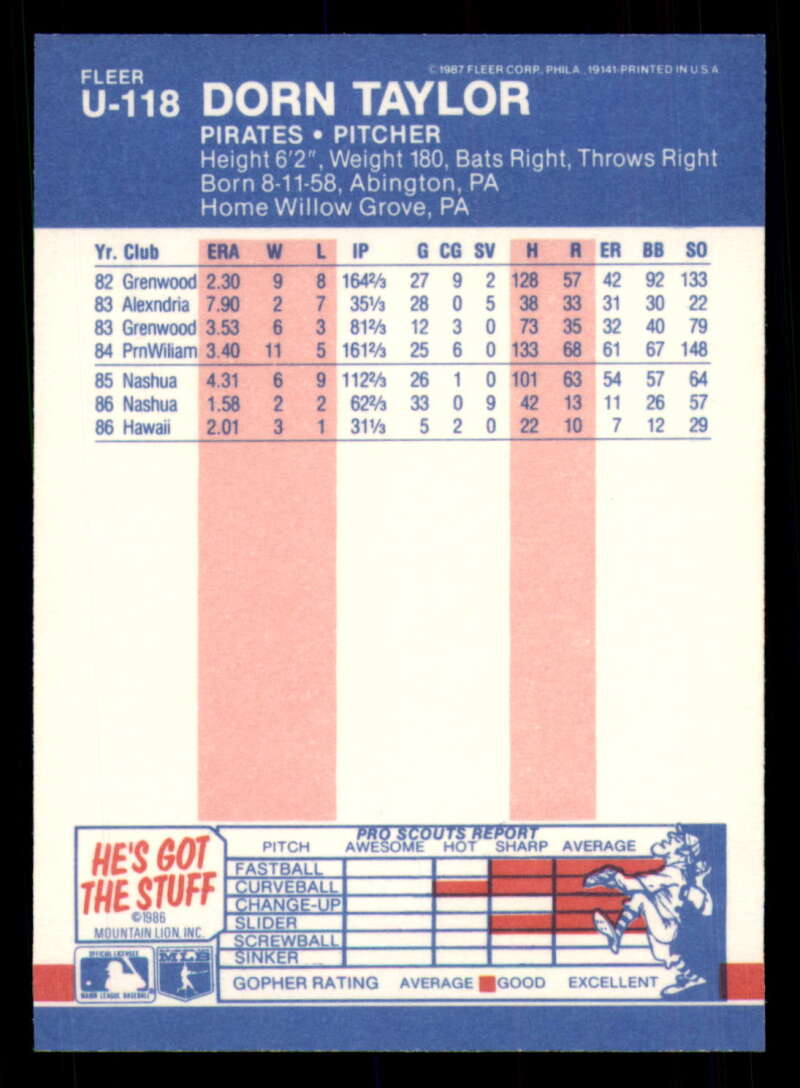 ©1987 FLEER CORP., PHILA., 19141-PRINTED IN U S A
FLEER
U-118 DORN TAYLOR
PIRATES • PITCHER
Height 6'2", Weight 180, Bats Right, Throws Right
Born 8-11-58, Abington, PA
Home Willow Grove, PA
Yr. Club ERA W L IP G CG SV H R ER BB SO
82 Grenwood 2.30 9 8 164⅔ 27 9 2 128 57 42 92 133
83 Alexndria 7.90 2 7 35⅓ 28 0 5 38 33 31 30 22
83 Grenwood 3.53 6 3 81⅔ 12 3 0 73 35 32 40 79
84 PrnWiliam 3.40 11 5 161⅔ 25 6 0 133 68 61 67 148
85 Nashua 4.31 6 9 112⅔ 26 1 0 101 63 54 57 64
86 Nashua 1.58 2 2 62⅔ 33 0 9 42 13 11 26 57
86 Hawaii 2.01 3 1 31⅓ 5 2 0 22 10 7 12 29
HE'S GOT
THE STUFF
©1986
MOUNTAIN LION, INC.
PRO SCOUTS REPORT
PITCH AWESOME HOT SHARP AVERAGE
FASTBALL
CURVEBALL
CHANGE-UP
SLIDER
SCREWBALL
SINKER
GOPHER RATING AVERAGE GOOD EXCELLENT
OFFICIAL LICENSEE
MAJOR LEAGUE BASEBALL
MLB